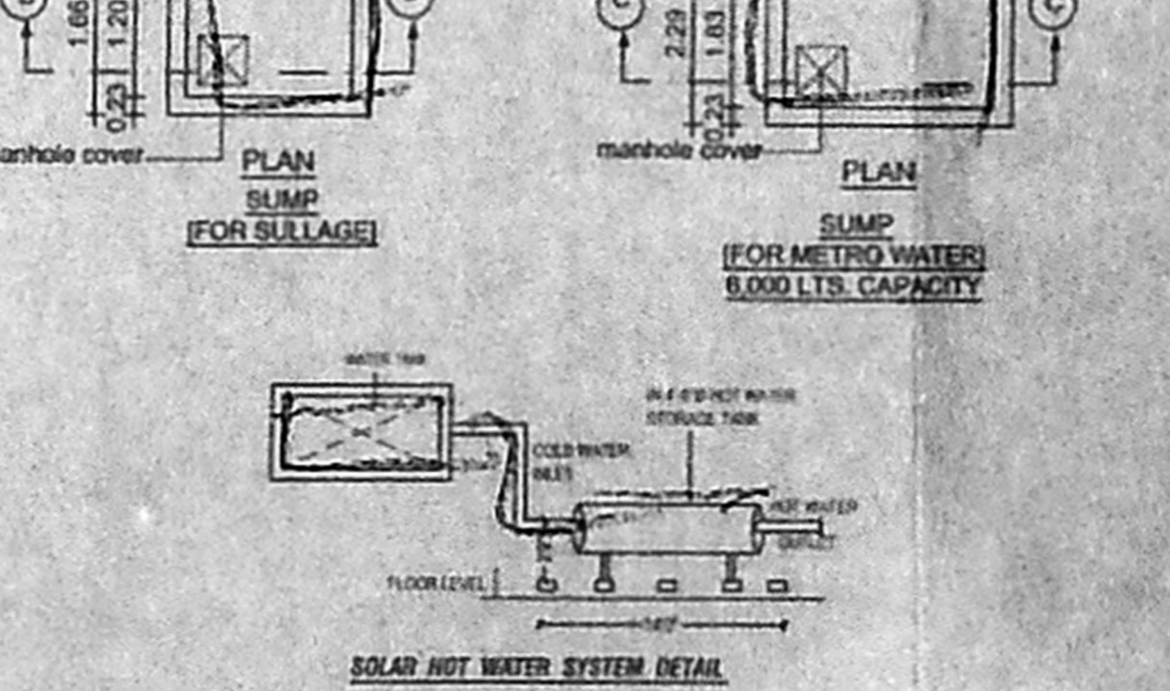 1.66
1.20
0.23
anhole cover
PLAN
SUMP
[FOR SULLAGE]
C
2.29
1.83
0.23
manhole cover
C
PLAN
SUMP
(FOR METRO WATER)
6,000 LTS. CAPACITY
WATER TANK
HOT WATER
STORAGE TANK
COLD WATER
INLET
HOT WATER
OUTLET
FLOOR LEVEL
SOLAR HOT WATER SYSTEM DETAIL